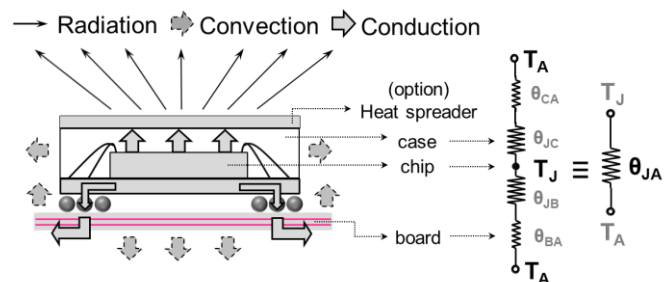 Radiation
Convection
Conduction
(option)
Heat spreader
case
chip
board
T_A
θ_CA
θ_JC
T_J
θ_JB
θ_BA
T_A
≡
T_J
θ_JA
T_A